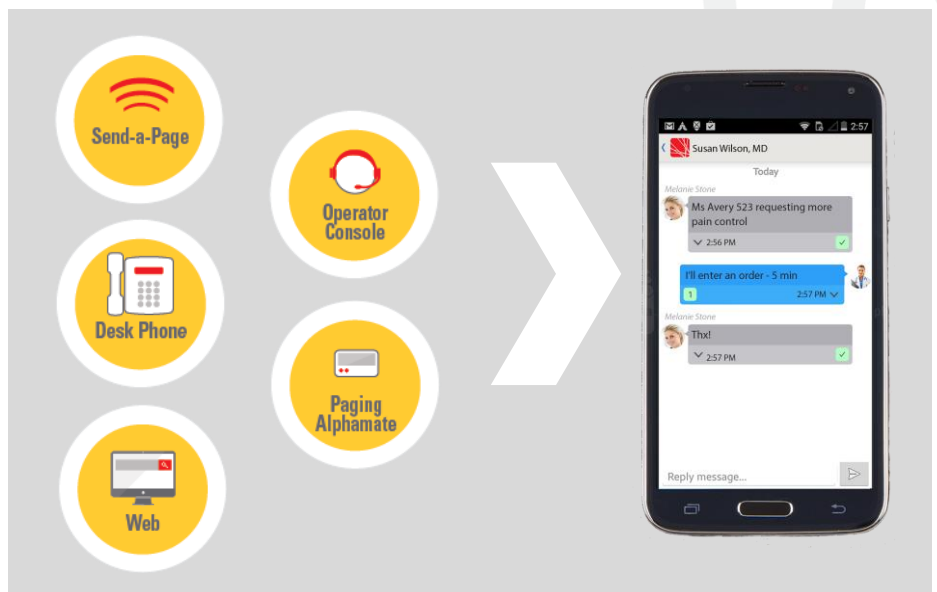 Send-a-Page
Operator
Console
Desk Phone
Paging
Alphamate
Web
2:57
Susan Wilson, MD
Today
Melanie Stone
Ms Avery 523 requesting more
pain control
2:56 PM
I'll enter an order - 5 min
1
2:57 PM
Melanie Stone
Thx!
2:57 PM
Reply message...